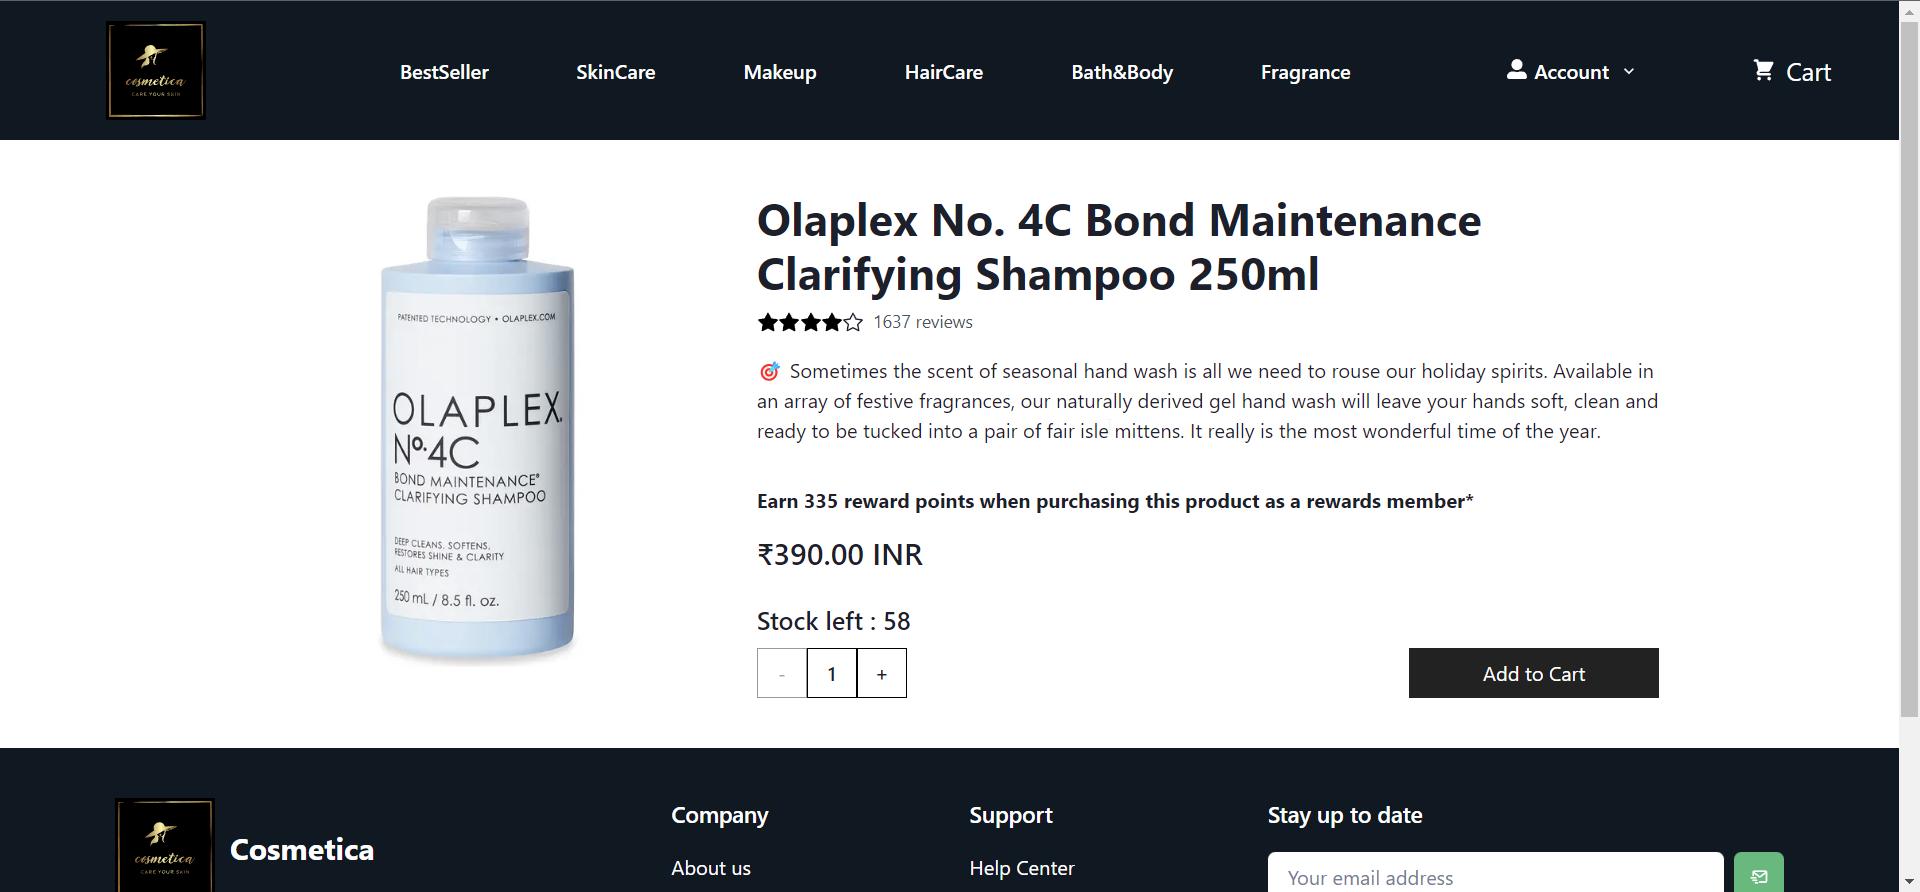 cosmetica
CARE YOUR SKIN
BestSeller
SkinCare
Makeup
HairCare
Bath&Body
Fragrance
Account
Cart
PATENTED TECHNOLOGY • OLAPLEX.COM
OLAPLEX.
Nº.4C
BOND MAINTENANCE®
CLARIFYING SHAMPOO
DEEP CLEANS, SOFTENS,
RESTORES SHINE & CLARITY
ALL HAIR TYPES
250 mL / 8.5 fl. oz.
Olaplex No. 4C Bond Maintenance
Clarifying Shampoo 250ml
1637 reviews
🎯 Sometimes the scent of seasonal hand wash is all we need to rouse our holiday spirits. Available in
an array of festive fragrances, our naturally derived gel hand wash will leave your hands soft, clean and
ready to be tucked into a pair of fair isle mittens. It really is the most wonderful time of the year.
Earn 335 reward points when purchasing this product as a rewards member*
₹390.00 INR
Stock left : 58
- 1 +
Add to Cart
cosmetica
CARE YOUR SKIN
Cosmetica
Company
About us
Support
Help Center
Stay up to date
Your email address